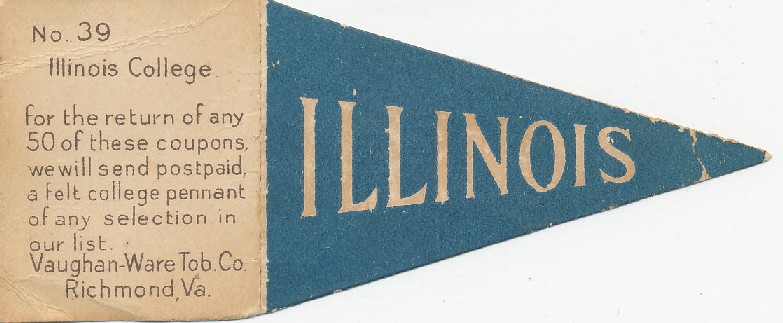 No. 39
Illinois College.
for the return of any
50 of these coupons,
we will send postpaid,
a felt college pennant
of any selection in
our list.
Vaughan-Ware Tob. Co.
Richmond, Va.
ILLINOIS